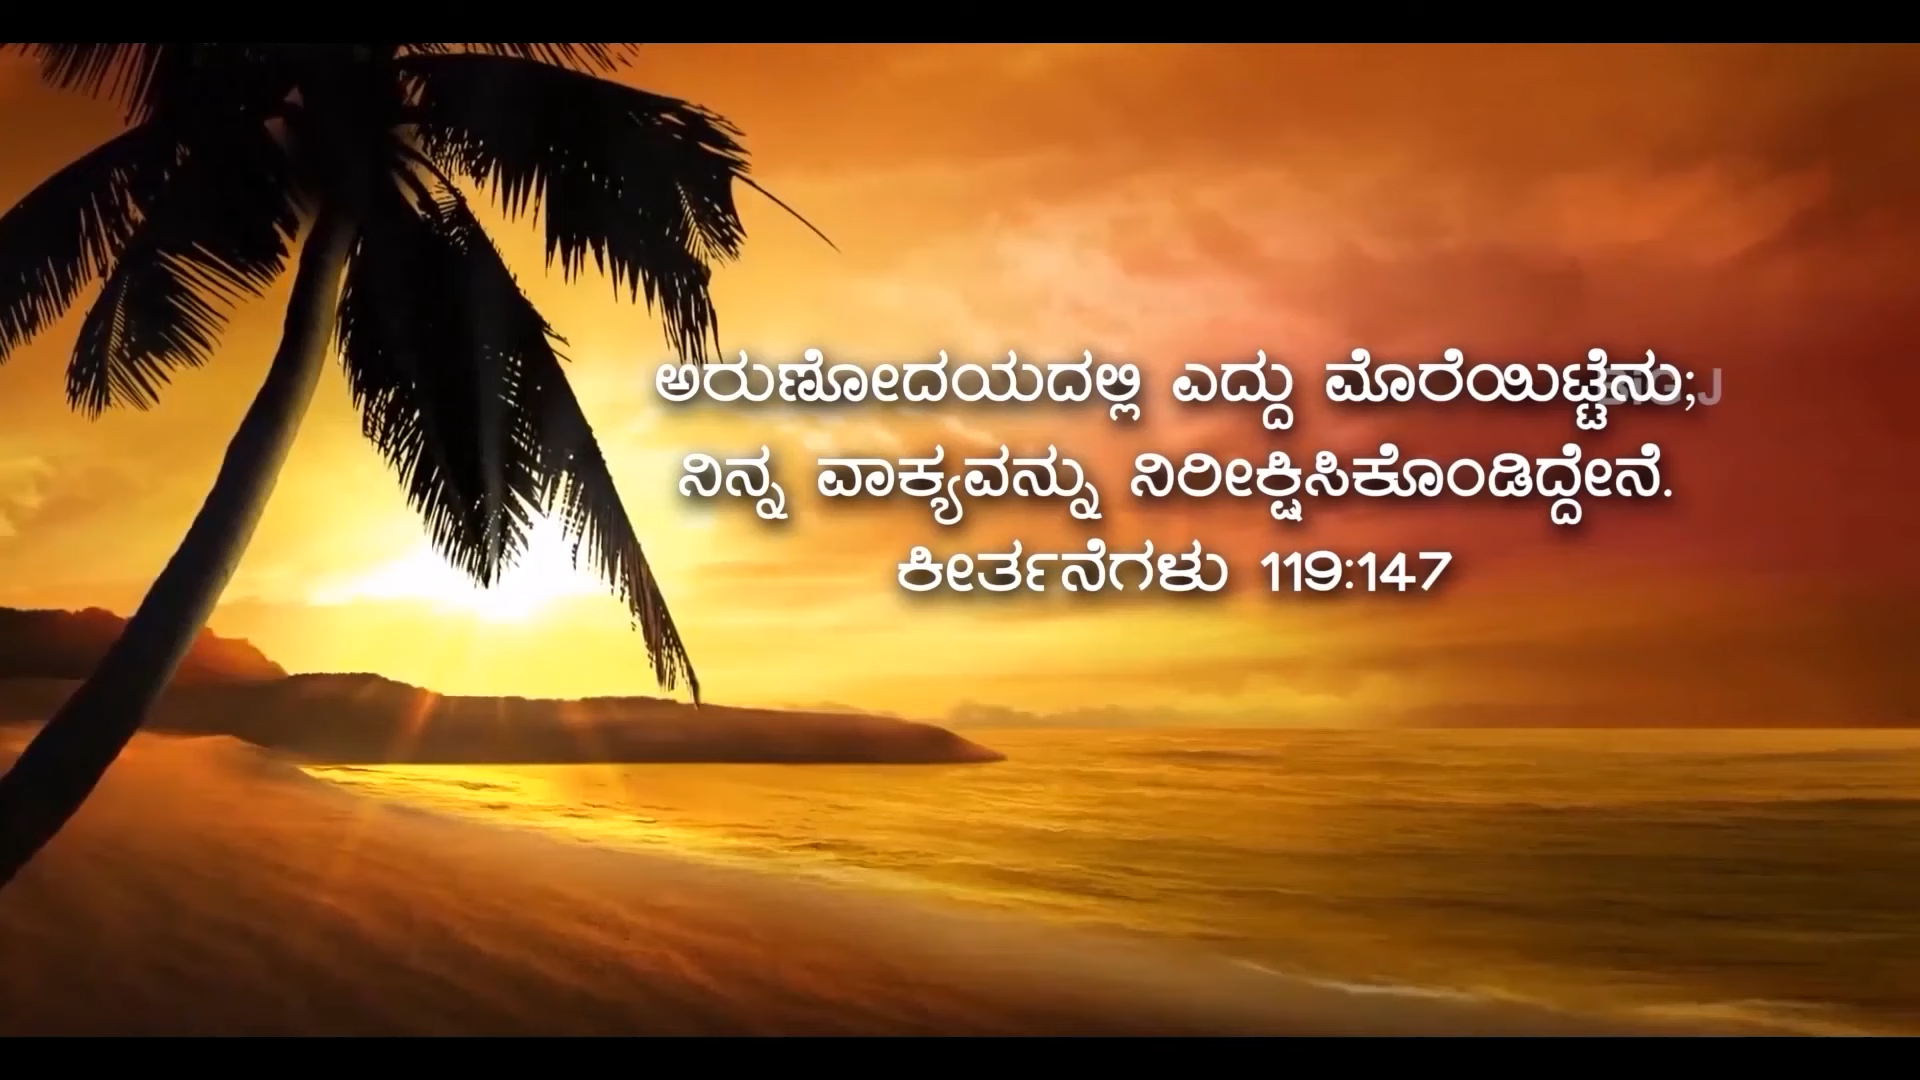 ಅರುಣೋದಯದಲ್ಲಿ ಎದ್ದು ಮೊರೆಯಿಟ್ಟೆನು;
ನಿನ್ನ ವಾಕ್ಯವನ್ನು ನಿರೀಕ್ಷಿಸಿಕೊಂಡಿದ್ದೇನೆ.
ಕೀರ್ತನೆಗಳು 119:147